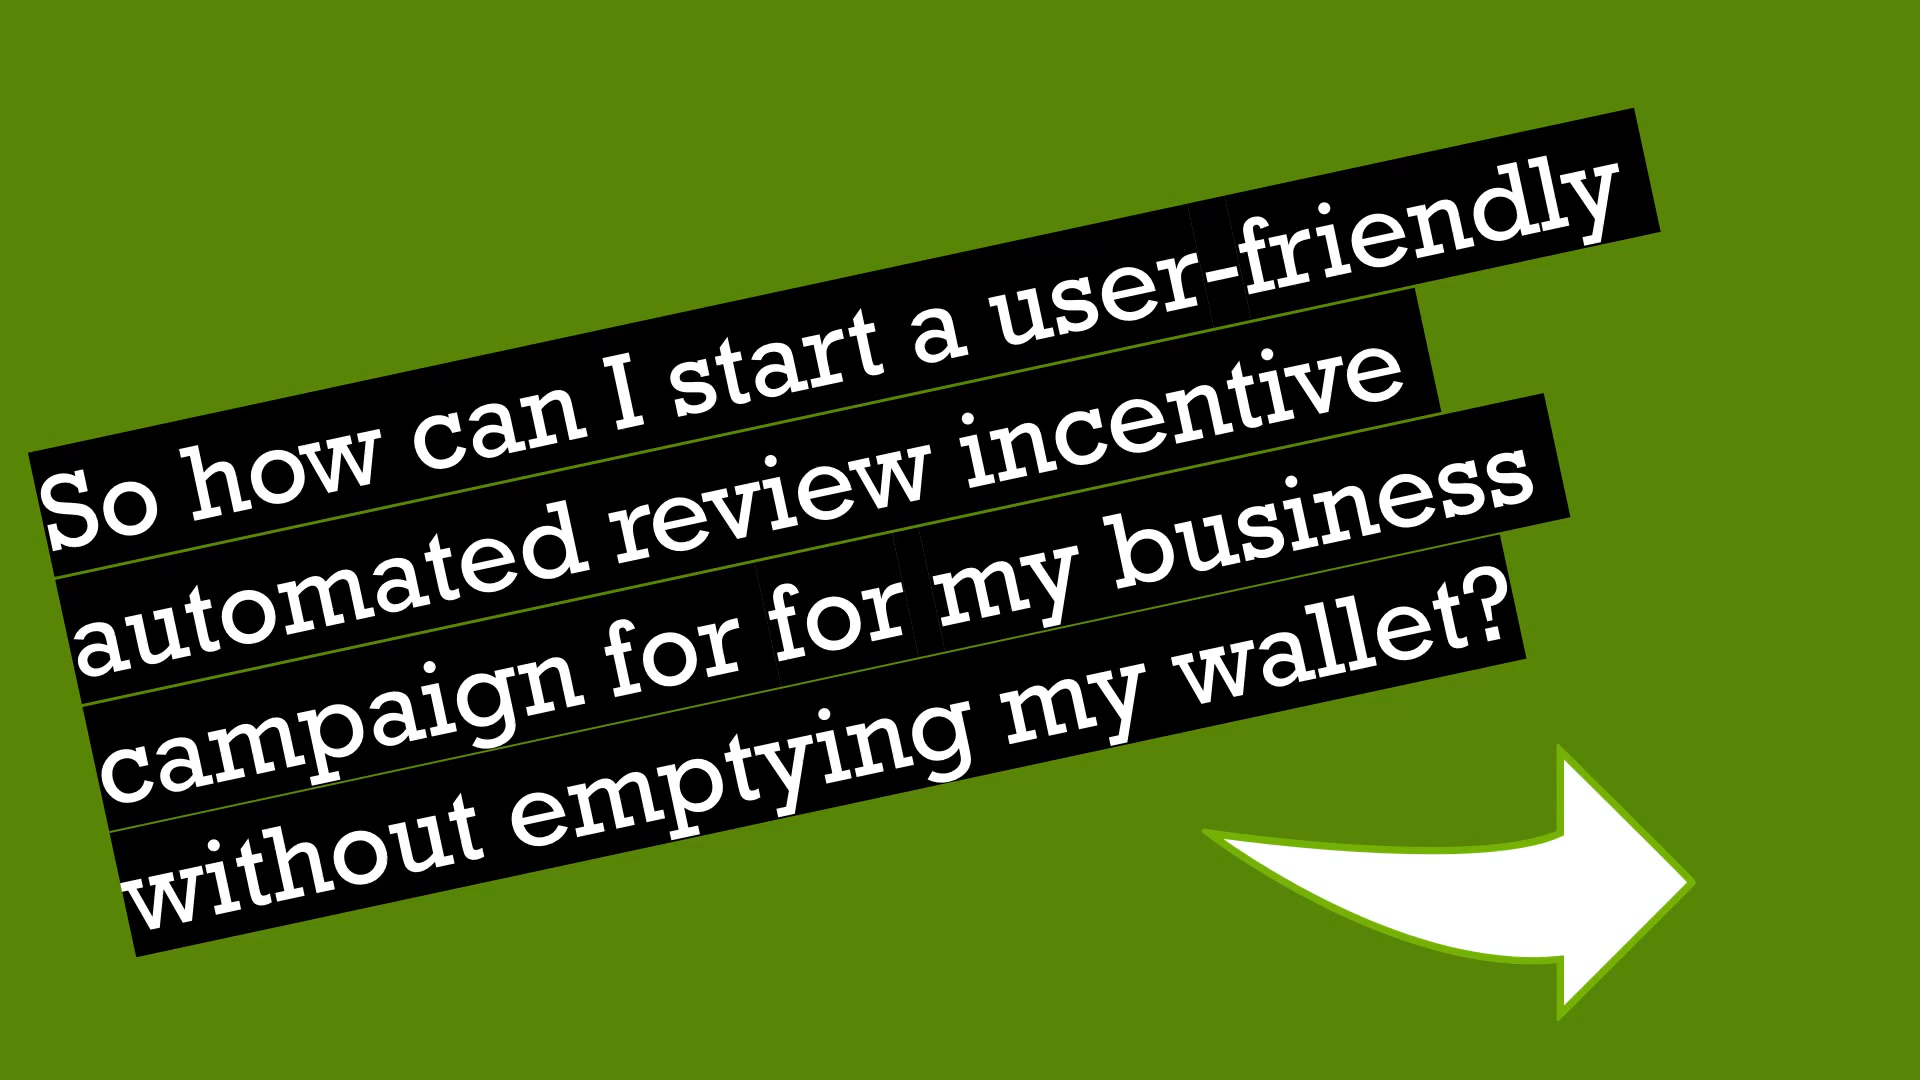 So how can I start a user-friendly
automated review incentive
campaign for for my business
without emptying my wallet?